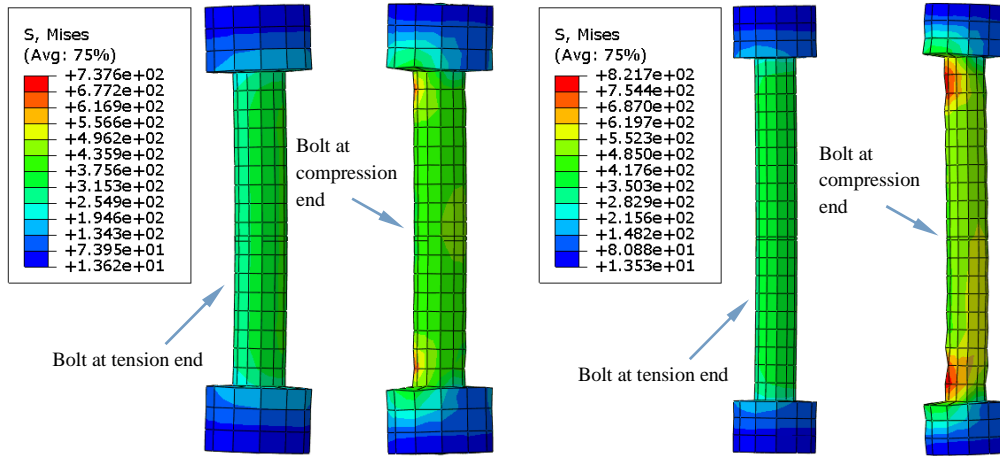 S, Mises
(Avg: 75%)
+7.376e+02
+6.772e+02
+6.169e+02
+5.566e+02
+4.962e+02
+4.359e+02
+3.756e+02
+3.153e+02
+2.549e+02
+1.946e+02
+1.343e+02
+7.395e+01
+1.362e+01
Bolt at
compression
end
Bolt at tension end
S, Mises
(Avg: 75%)
+8.217e+02
+7.544e+02
+6.870e+02
+6.197e+02
+5.523e+02
+4.850e+02
+4.176e+02
+3.503e+02
+2.829e+02
+2.156e+02
+1.482e+02
+8.088e+01
+1.353e+01
Bolt at
compression
end
Bolt at tension end